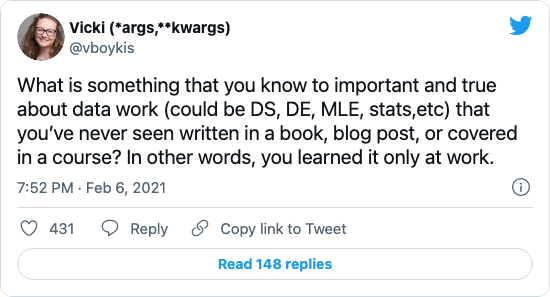 Vicki (*args,**kwargs)
@vboykis
What is something that you know to important and true
about data work (could be DS, DE, MLE, stats,etc) that
you’ve never seen written in a book, blog post, or covered
in a course? In other words, you learned it only at work.
7:52 PM · Feb 6, 2021
431 Reply Copy link to Tweet
Read 148 replies